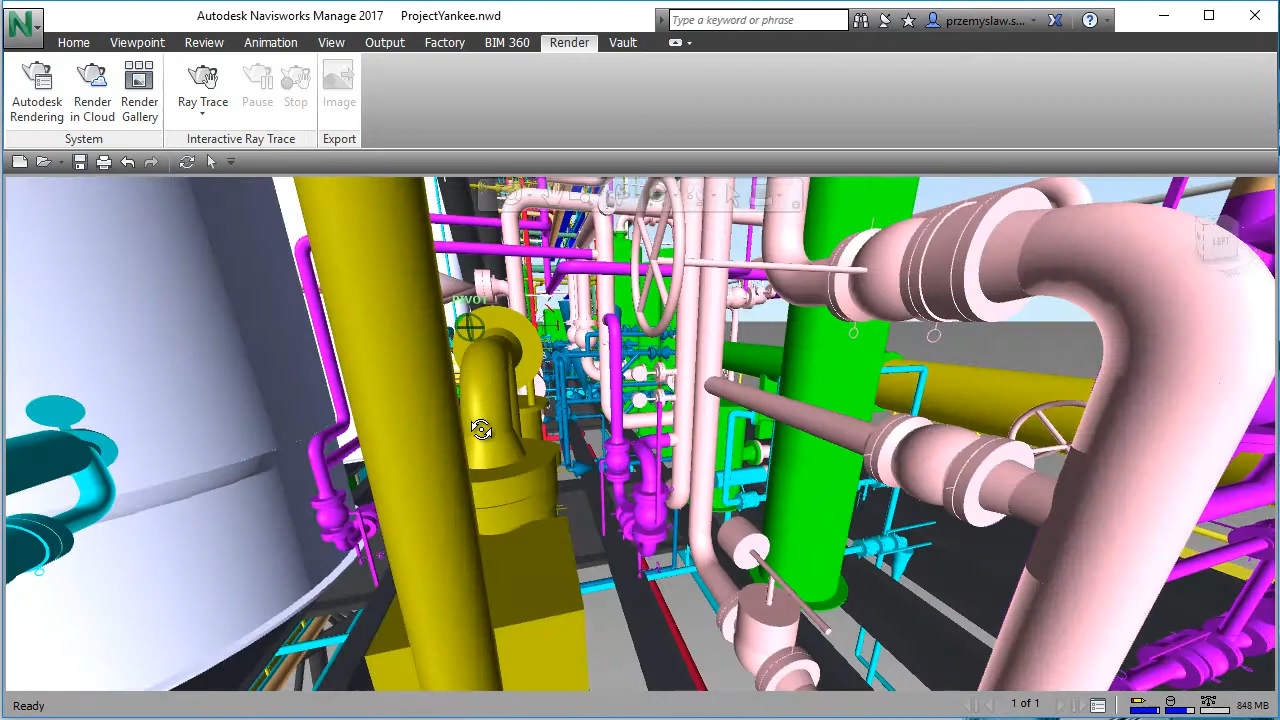 Autodesk Navisworks Manage 2017 ProjectYankee.nwd
Type a keyword or phrase
przemyslaw.s...
Home Viewpoint Review Animation View Output Factory BIM 360 Render Vault
Autodesk Rendering
Render in Cloud
Render Gallery
Ray Trace
Pause
Stop
Image
System
Interactive Ray Trace
Export
PIVOT
LEFT
Ready
1 of 1
848 MB